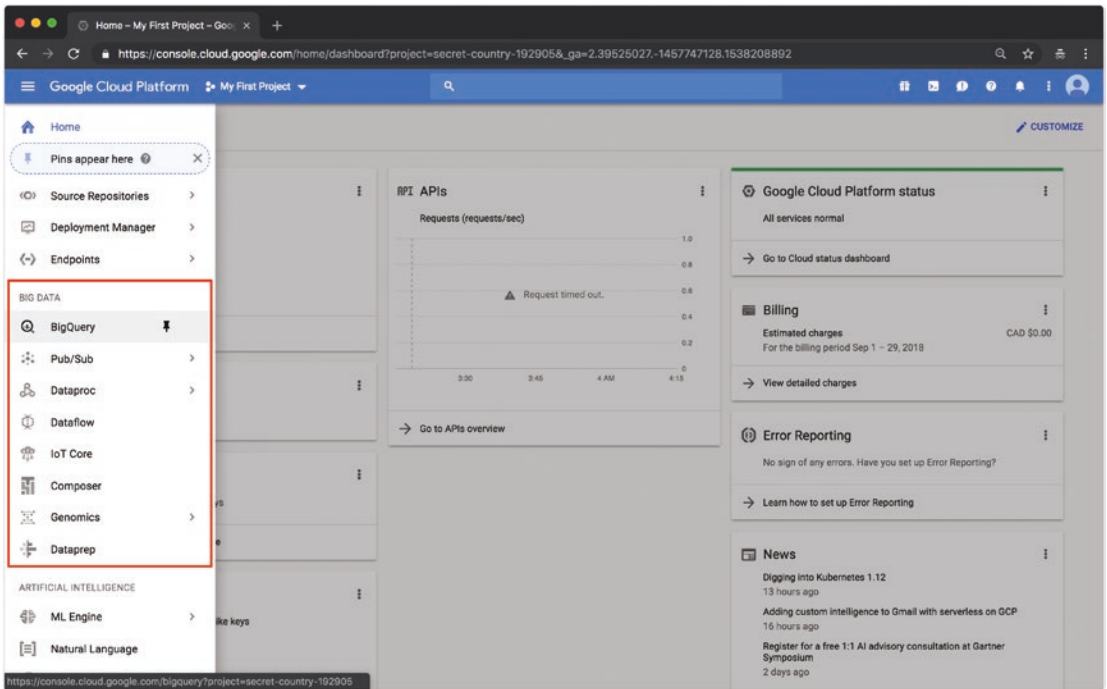 Home – My First Project – Goo
https://console.cloud.google.com/home/dashboard?project=secret-country-192905&_ga=2.39525027.-1457747128.1538208892
Google Cloud Platform
My First Project
CUSTOMIZE
Home
Pins appear here
Source Repositories
Deployment Manager
Endpoints
BIG DATA
BigQuery
Pub/Sub
Dataproc
Dataflow
IoT Core
Composer
Genomics
Dataprep
ARTIFICIAL INTELLIGENCE
ML Engine
Natural Language
https://console.cloud.google.com/bigquery?project=secret-country-192905
ys
e
ike keys
API APIs
Requests (requests/sec)
1.0
0.8
0.6
0.4
0.2
0
Request timed out.
3:30 3:45 4 AM 4:15
Go to APIs overview
Google Cloud Platform status
All services normal
Go to Cloud status dashboard
Billing
Estimated charges CAD $0.00
For the billing period Sep 1 – 29, 2018
View detailed charges
Error Reporting
No sign of any errors. Have you set up Error Reporting?
Learn how to set up Error Reporting
News
Digging into Kubernetes 1.12
13 hours ago
Adding custom intelligence to Gmail with serverless on GCP
16 hours ago
Register for a free 1:1 AI advisory consultation at Gartner
Symposium
2 days ago